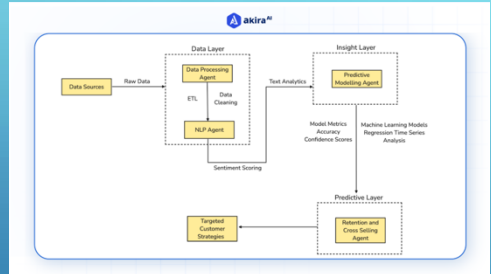 akira AI
Data Layer
Insight Layer
Data Sources
Raw Data
Data Processing
Agent
ETL
Data
Cleaning
NLP Agent
Text Analytics
Sentiment Scoring
Predictive
Modelling Agent
Model Metrics
Accuracy
Confidence Scores
Machine Learning Models
Regression Time Series
Analysis
Predictive Layer
Retention and
Cross Selling
Agent
Targeted
Customer
Strategies